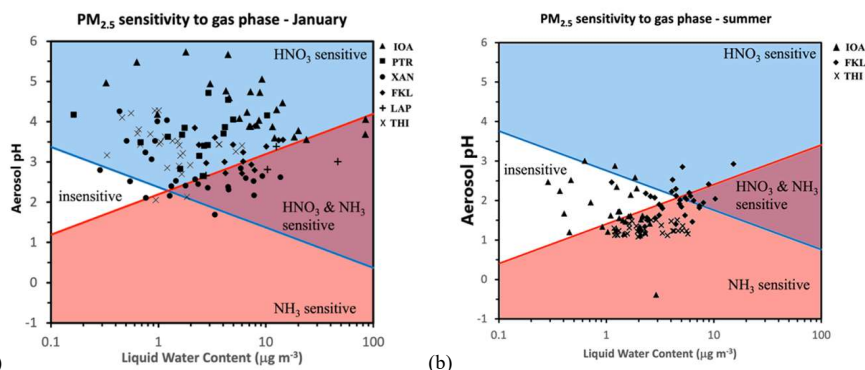 PM2.5 sensitivity to gas phase - January
6
5
4
3
2
1
0
-1
Aerosol pH
HNO3 sensitive
insensitive
HNO3 & NH3
sensitive
NH3 sensitive
0.1
1
10
100
Liquid Water Content (μg m-3)
IOA
PTR
XAN
FKL
LAP
THI
)
PM2.5 sensitivity to gas phase - summer
6
5
4
3
2
1
0
-1
Aerosol pH
HNO3 sensitive
insensitive
HNO3 & NH3
sensitive
NH3 sensitive
0.1
1
10
100
Liquid Water Content (μg m-3)
IOA
FKL
THI
(b)